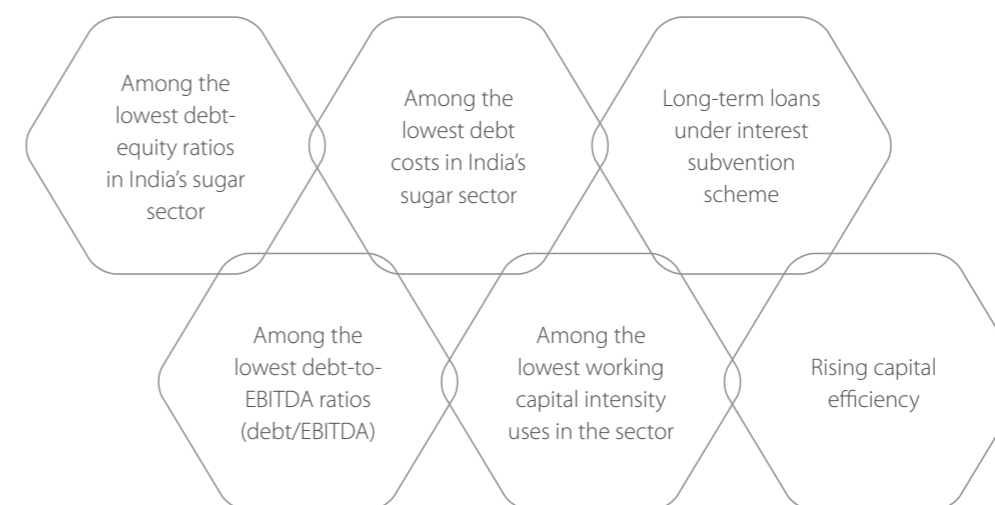 Among the
lowest debt-
equity ratios
in India's sugar
sector
Among the
lowest debt
costs in India's
sugar sector
Long-term loans
under interest
subvention
scheme
Among the
lowest debt-to-
EBITDA ratios
(debt/EBITDA)
Among the
lowest working
capital intensity
uses in the sector
Rising capital
efficiency